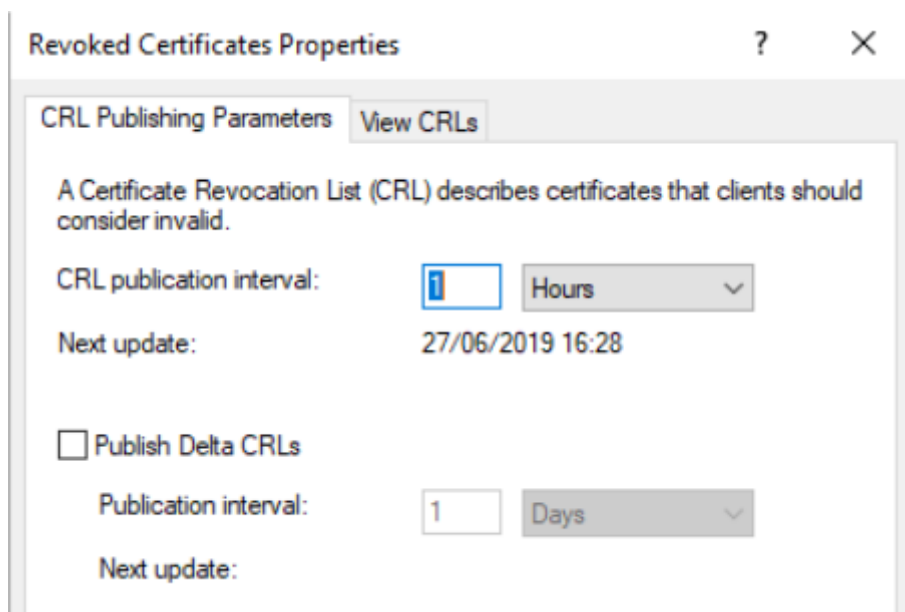 Revoked Certificates Properties ? ×
CRL Publishing Parameters View CRLs
A Certificate Revocation List (CRL) describes certificates that clients should
consider invalid.
CRL publication interval: 1 Hours
Next update: 27/06/2019 16:28
Publish Delta CRLs
Publication interval: 1 Days
Next update: